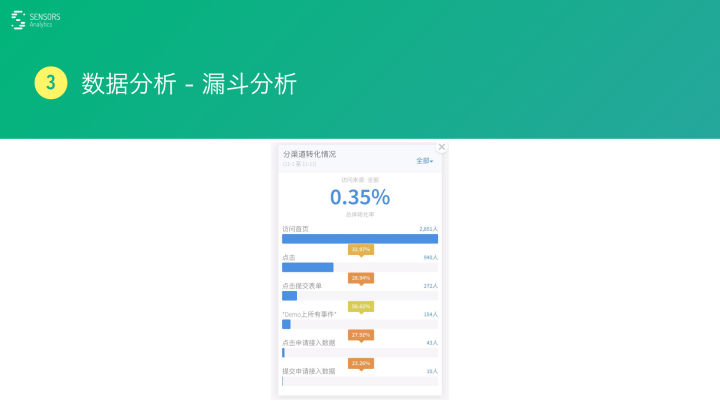 SENSORS
Analytics
3 数据分析 - 漏斗分析
分渠道转化情况
全部
访问来源: 全部
0.35%
总体转化率
访问首页 2,851人
32.97%
点击 940人
28.94%
点击提交表单 272人
56.62%
"Demo上所有事件" 154人
27.92%
点击申请接入数据 43人
23.26%
提交申请接入数据 10人